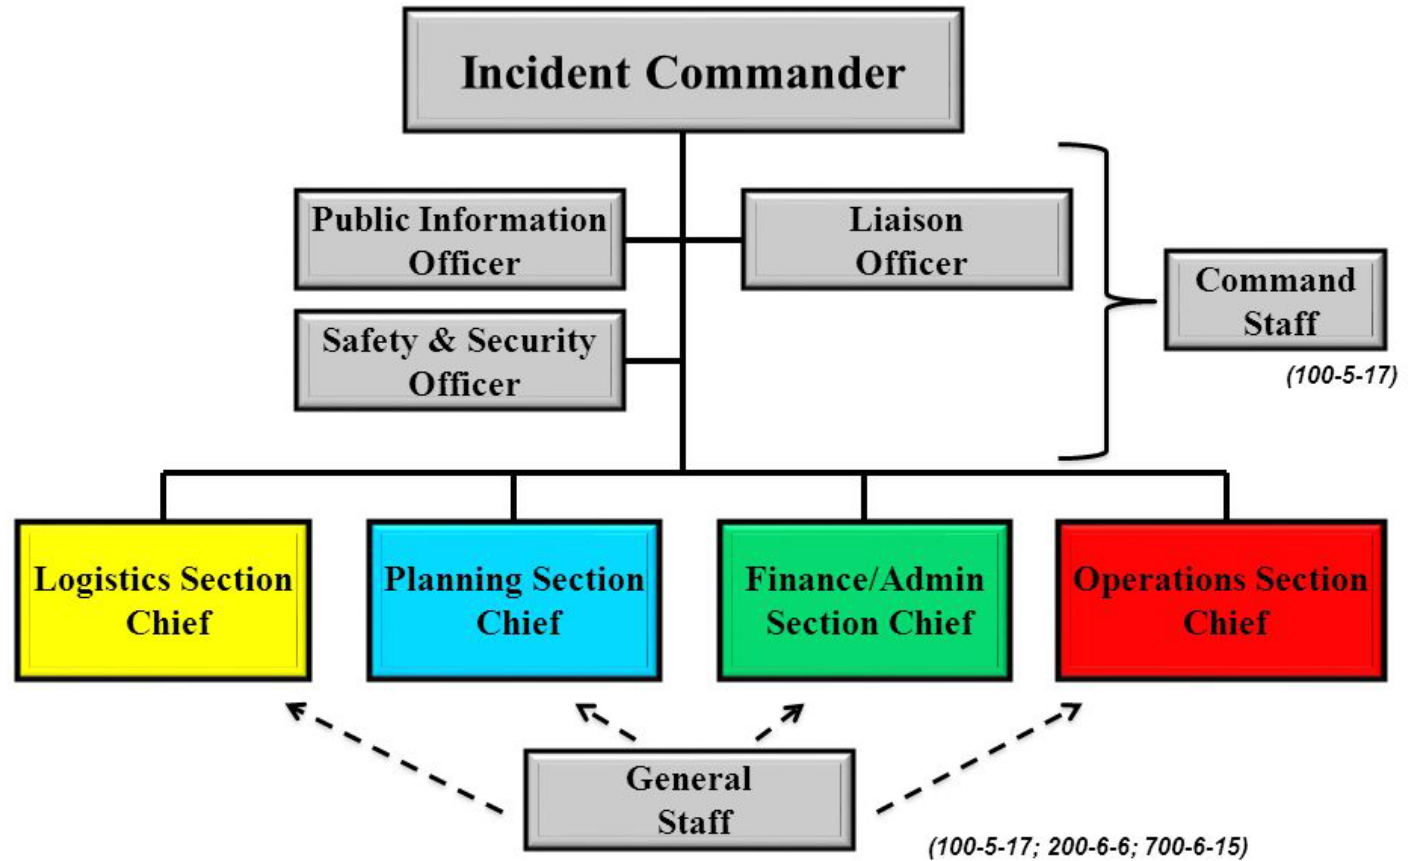 Incident Commander
Public Information
Officer
Liaison
Officer
Safety & Security
Officer
Command
Staff
(100-5-17)
Logistics Section
Chief
Planning Section
Chief
Finance/Admin
Section Chief
Operations Section
Chief
General
Staff
(100-5-17; 200-6-6; 700-6-15)